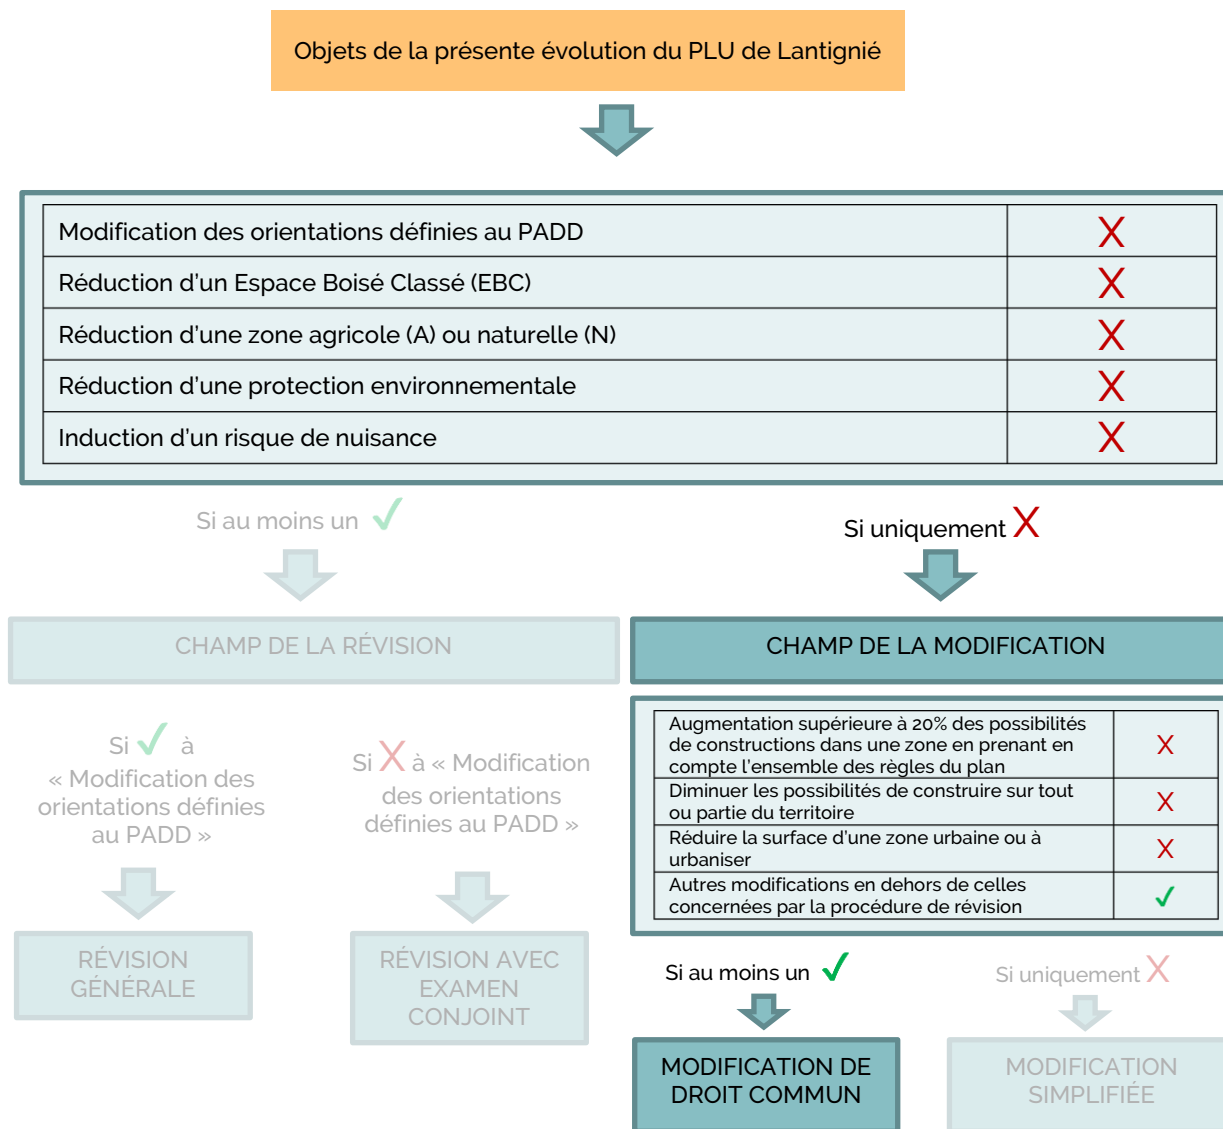 Objets de la présente évolution du PLU de Lantignié
Modification des orientations définies au PADD X
Réduction d'un Espace Boisé Classé (EBC) X
Réduction d'une zone agricole (A) ou naturelle (N) X
Réduction d'une protection environnementale X
Induction d'un risque de nuisance X
Si au moins un ✓
Si uniquement X
CHAMP DE LA RÉVISION
CHAMP DE LA MODIFICATION
Si ✓ à
« Modification des
orientations définies
au PADD »
Si X à « Modification
des orientations
définies au PADD »
Augmentation supérieure à 20% des possibilités
de constructions dans une zone en prenant en
compte l'ensemble des règles du plan X
Diminuer les possibilités de construire sur tout
ou partie du territoire X
Réduire la surface d'une zone urbaine ou à
urbaniser X
Autres modifications en dehors de celles
concernées par la procédure de révision ✓
RÉVISION
GÉNÉRALE
RÉVISION AVEC
EXAMEN
CONJOINT
Si au moins un ✓
Si uniquement X
MODIFICATION DE
DROIT COMMUN
MODIFICATION
SIMPLIFIÉE